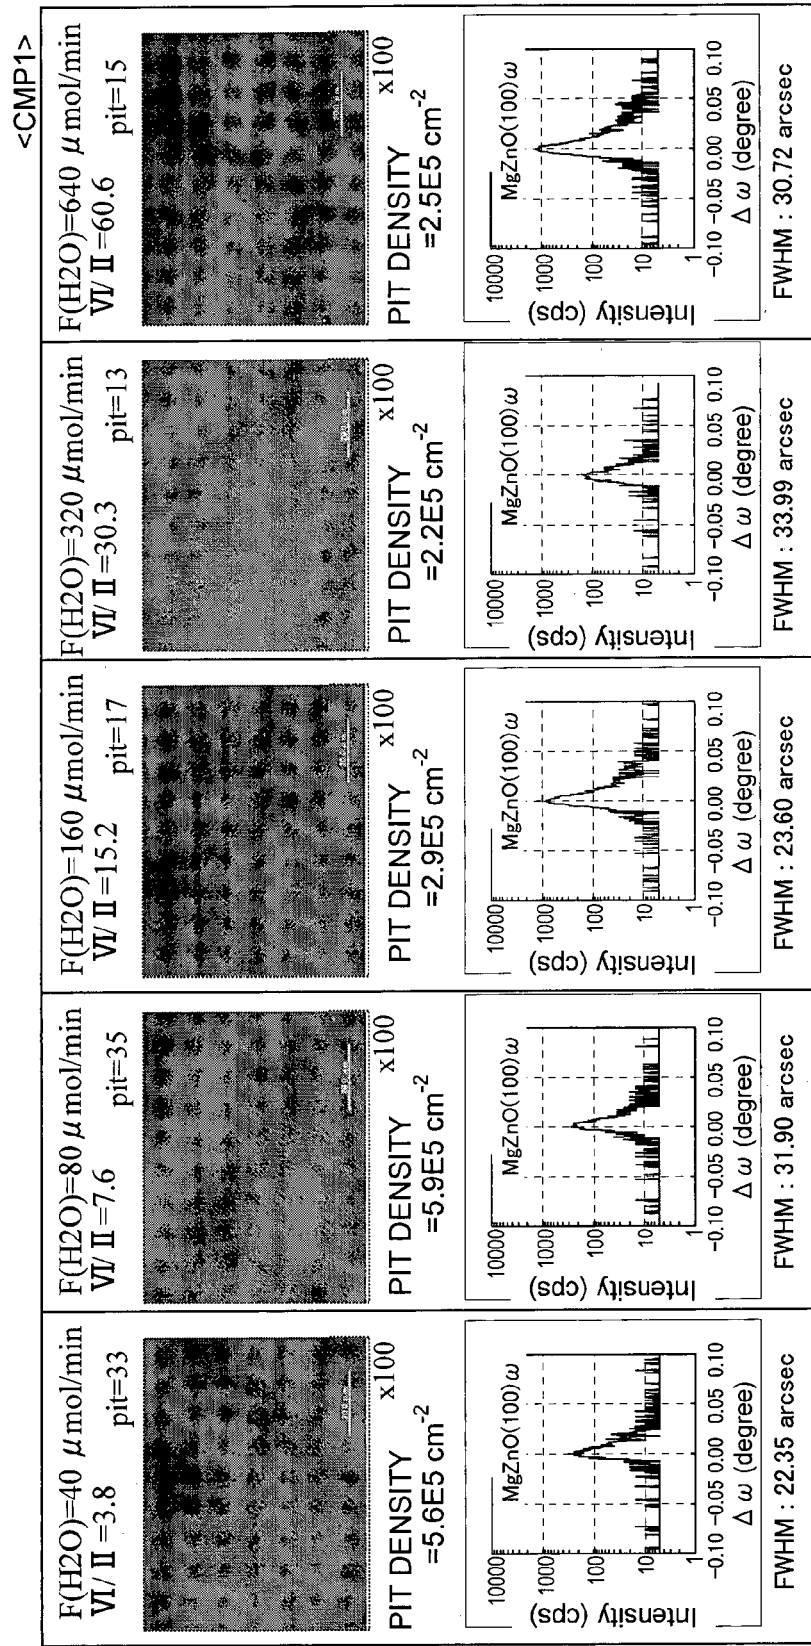 <CMP1>
F(H2O)=40 μmol/min
VI/II=3.8
pit=33
x100
PIT DENSITY
=5.6E5 cm-2
Intensity (cps)
10000
1000
100
10
1
MgZnO(100)ω
-0.10 -0.05 0.00 0.05 0.10
Δω (degree)
FWHM : 22.35 arcsec
F(H2O)=80 μmol/min
VI/II=7.6
pit=35
x100
PIT DENSITY
=5.9E5 cm-2
Intensity (cps)
10000
1000
100
10
1
MgZnO(100)ω
-0.10 -0.05 0.00 0.05 0.10
Δω (degree)
FWHM : 31.90 arcsec
F(H2O)=160 μmol/min
VI/II=15.2
pit=17
x100
PIT DENSITY
=2.9E5 cm-2
Intensity (cps)
10000
1000
100
10
1
MgZnO(100)ω
-0.10 -0.05 0.00 0.05 0.10
Δω (degree)
FWHM : 23.60 arcsec
F(H2O)=320 μmol/min
VI/II=30.3
pit=13
x100
PIT DENSITY
=2.2E5 cm-2
Intensity (cps)
10000
1000
100
10
1
MgZnO(100)ω
-0.10 -0.05 0.00 0.05 0.10
Δω (degree)
FWHM : 33.99 arcsec
F(H2O)=640 μmol/min
VI/II=60.6
pit=15
x100
PIT DENSITY
=2.5E5 cm-2
Intensity (cps)
10000
1000
100
10
1
MgZnO(100)ω
-0.10 -0.05 0.00 0.05 0.10
Δω (degree)
FWHM : 30.72 arcsec